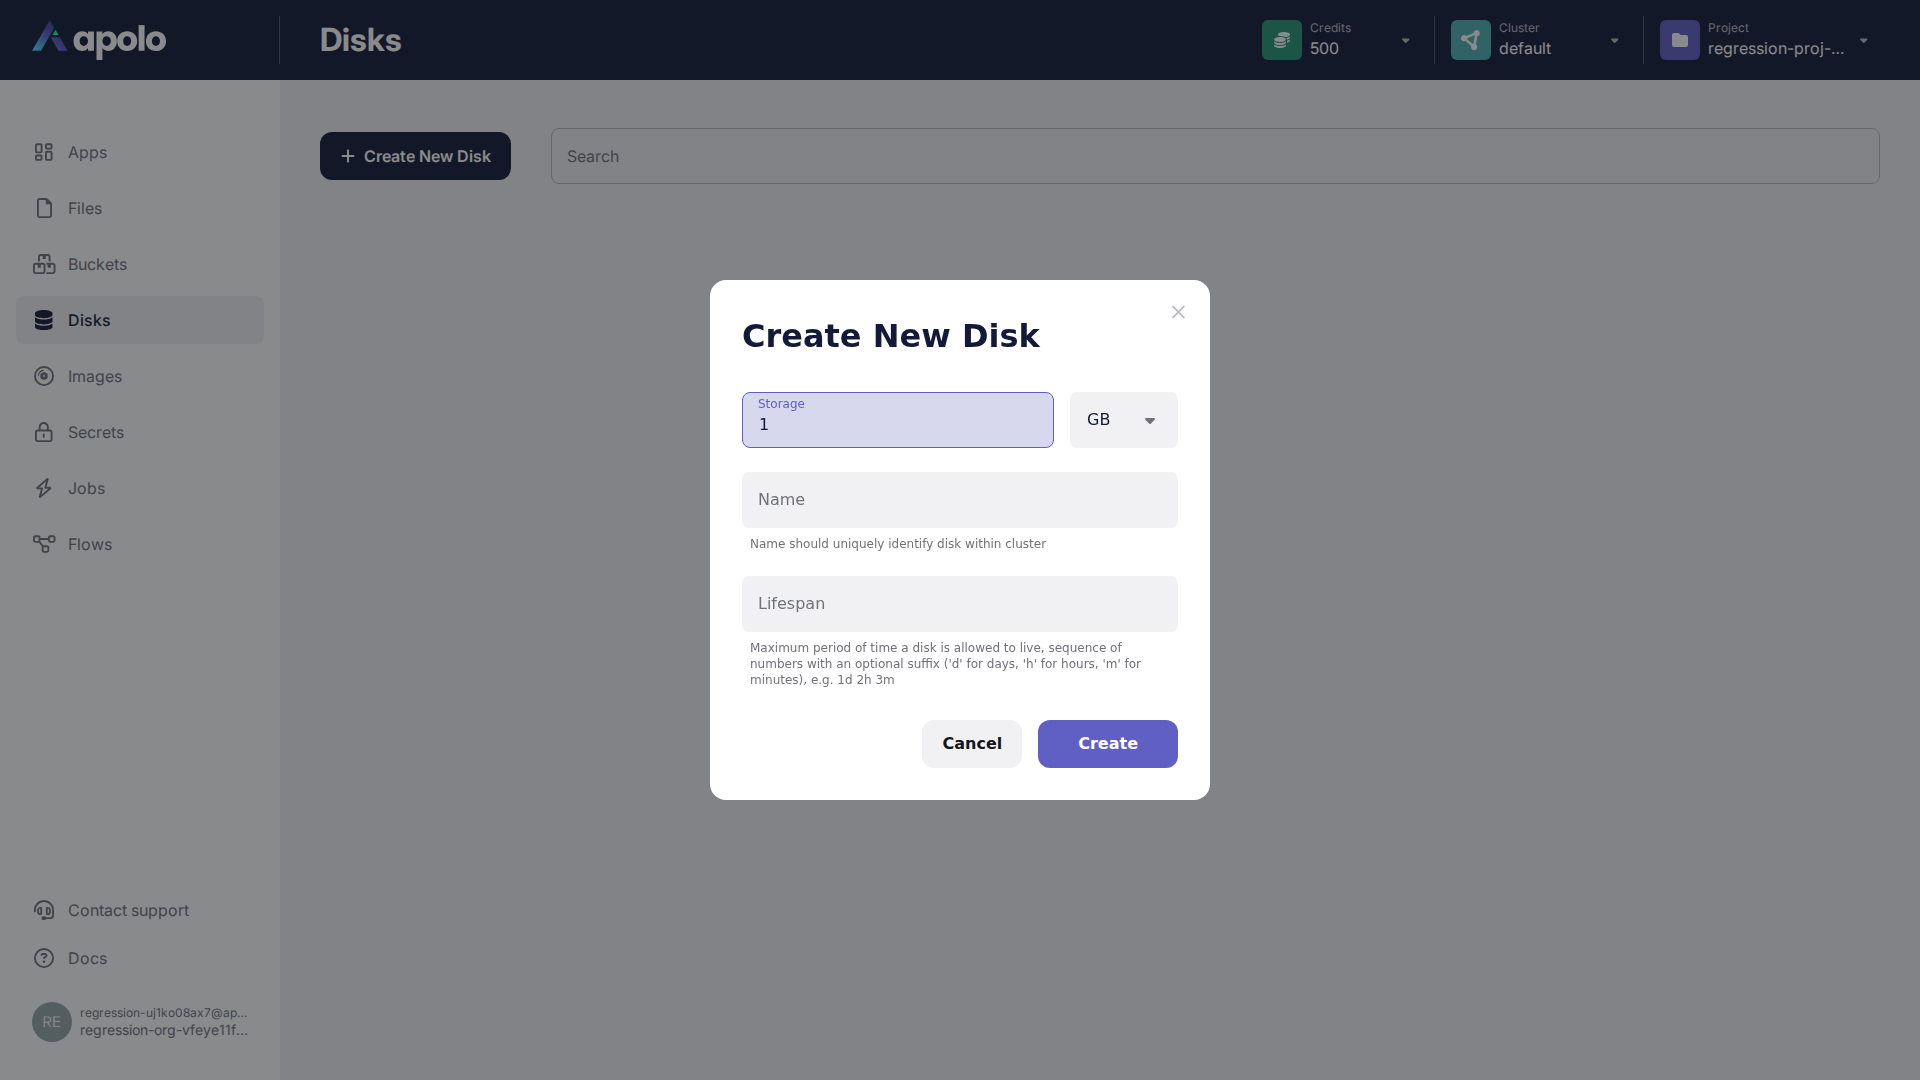 apolo
Disks
Credits
500
Cluster
default
Project
regression-proj-...
Apps
Files
Buckets
Disks
Images
Secrets
Jobs
Flows
Contact support
Docs
RE
regression-uj1ko08ax7@ap...
regression-org-vfeye11f...
Create New Disk
Search
Create New Disk
Storage
1
GB
Name
Name should uniquely identify disk within cluster
Lifespan
Maximum period of time a disk is allowed to live, sequence of
numbers with an optional suffix ('d' for days, 'h' for hours, 'm' for
minutes), e.g. 1d 2h 3m
Cancel
Create